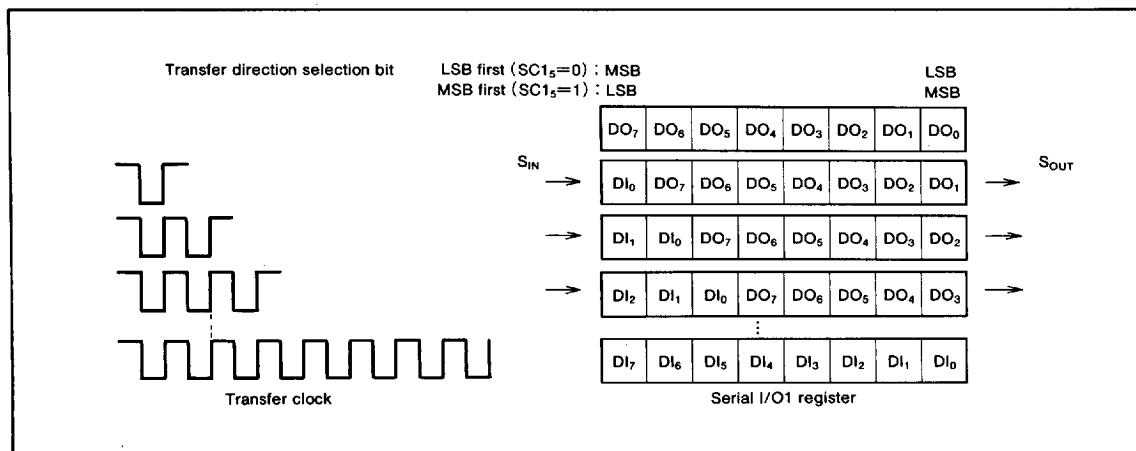 Transfer direction selection bit LSB first (SC1₅=0) : MSB LSB
MSB first (SC1₅=1) : LSB MSB
DO₇ DO₆ DO₅ DO₄ DO₃ DO₂ DO₁ DO₀
S_IN DI₀ DO₇ DO₆ DO₅ DO₄ DO₃ DO₂ DO₁ S_OUT
DI₁ DI₀ DO₇ DO₆ DO₅ DO₄ DO₃ DO₂
DI₂ DI₁ DI₀ DO₇ DO₆ DO₅ DO₄ DO₃
DI₇ DI₆ DI₅ DI₄ DI₃ DI₂ DI₁ DI₀
Transfer clock Serial I/O1 register